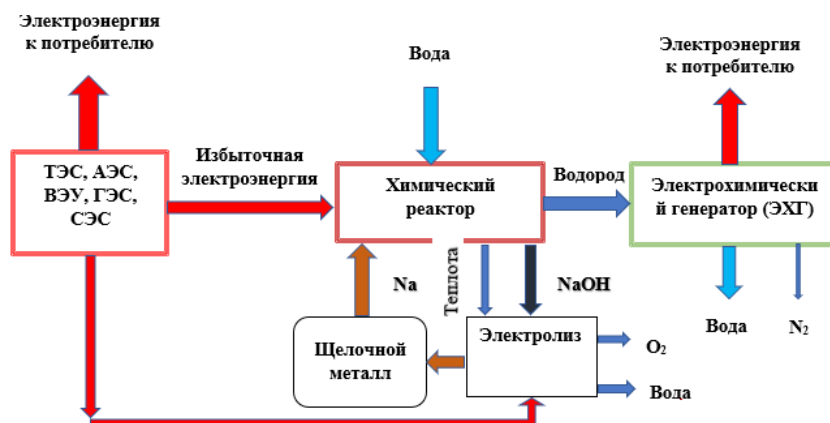 Электроэнергия
к потребителю
Вода
Электроэнергия
к потребителю
ТЭС, АЭС,
ВЭУ, ГЭС,
СЭС
Избыточная
электроэнергия
Химический
реактор
Водород
Электрохимически
й генератор (ЭХГ)
Na
Теплота
NaOH
Вода
N2
Щелочной
металл
Электролиз
O2
Вода